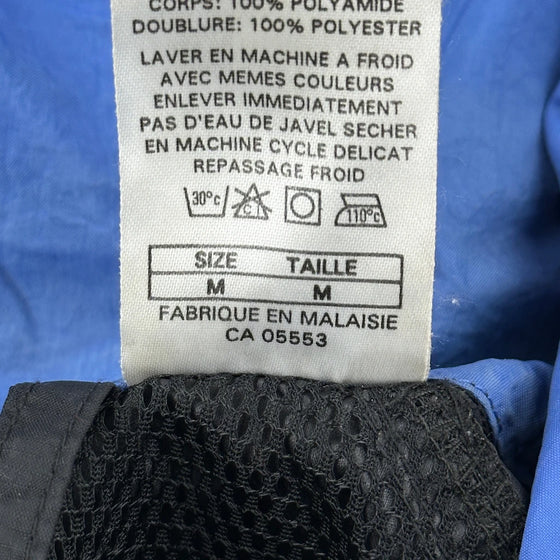 CORPS: 100% POLYAMIDE
DOUBLURE: 100% POLYESTER
LAVER EN MACHINE A FROID
AVEC MEMES COULEURS
ENLEVER IMMEDIATEMENT
PAS D'EAU DE JAVEL SECHER
EN MACHINE CYCLE DELICAT
REPASSAGE FROID
30°c CL 110°c
SIZE TAILLE
M M
FABRIQUE EN MALAISIE
CA 05553